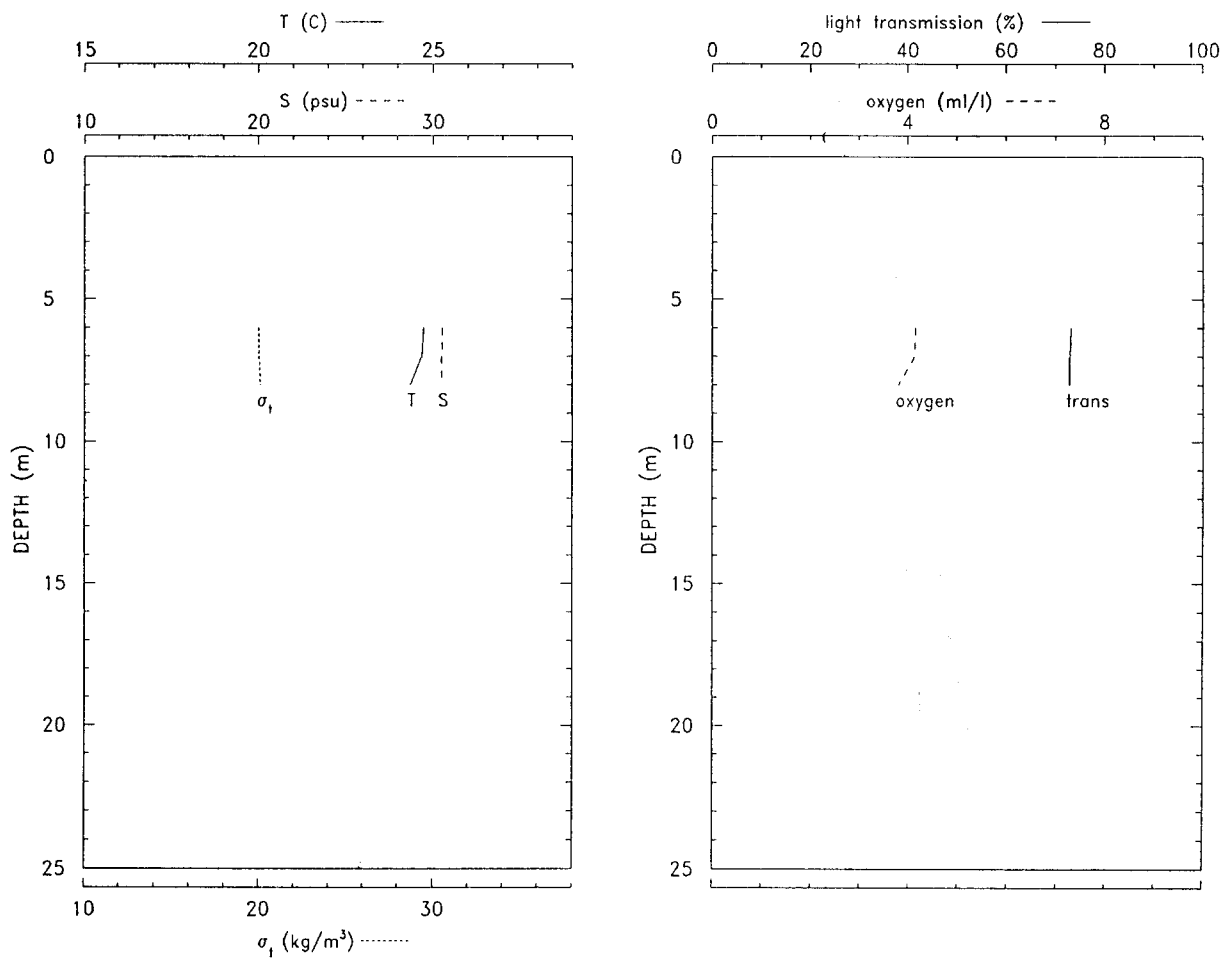 T (C)
15 20 25
S (psu)
10 20 30
0
5
10
15
20
25
DEPTH (m)
σt
T
S
10 20 30
σt (kg/m³)
light transmission (%)
0 20 40 60 80 100
oxygen (ml/l)
0 4 8
0
5
10
15
20
25
DEPTH (m)
oxygen
trans